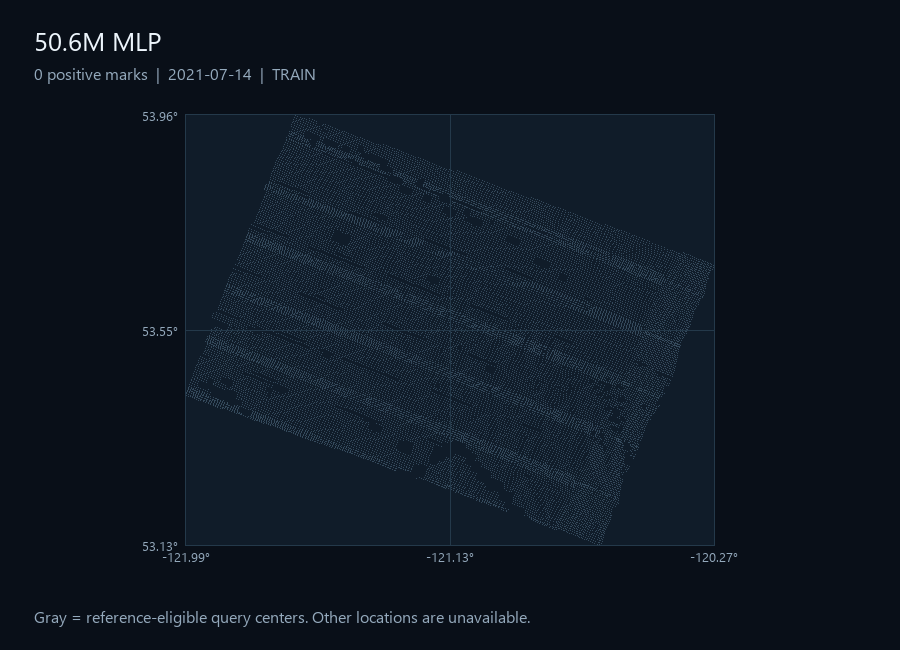 50.6M MLP
0 positive marks | 2021-07-14 | TRAIN
53.96°
53.55°
53.13°
-121.99°
-121.13°
-120.27°
Gray = reference-eligible query centers. Other locations are unavailable.